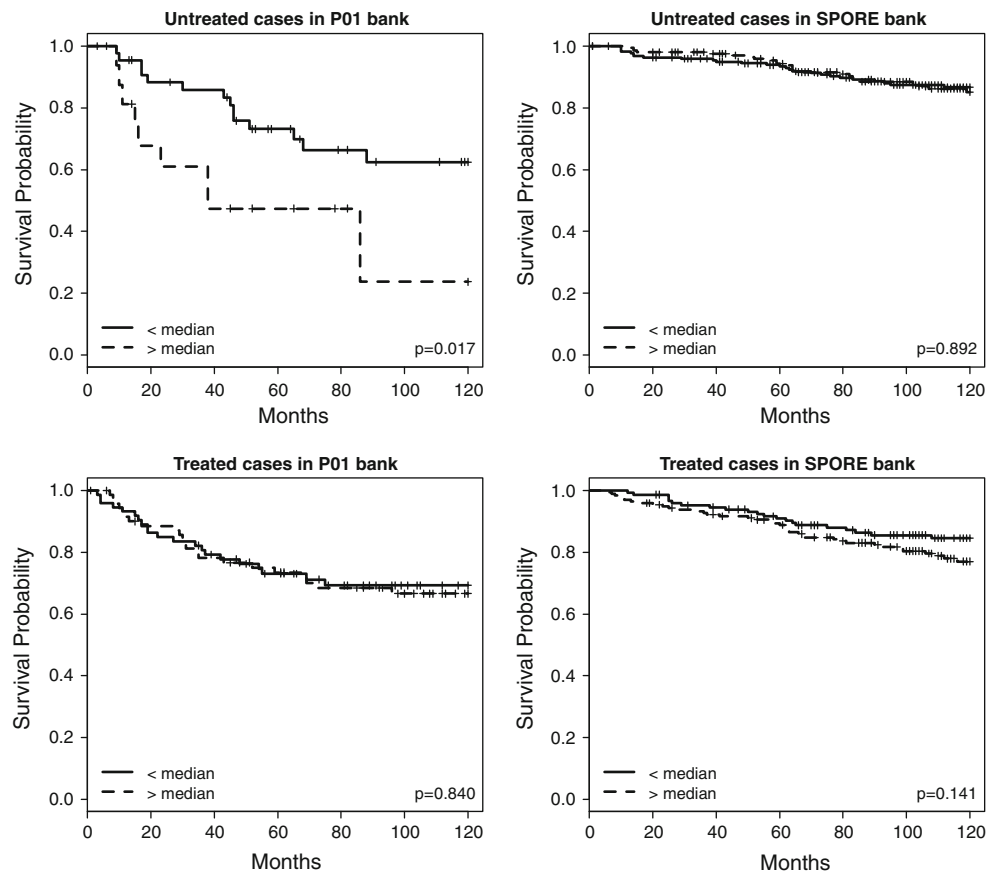 Untreated cases in P01 bank
Survival Probability
1.0
0.8
0.6
0.4
0.2
0.0
< median
> median
p=0.017
0 20 40 60 80 100 120
Months
Untreated cases in SPORE bank
Survival Probability
1.0
0.8
0.6
0.4
0.2
0.0
< median
> median
p=0.892
0 20 40 60 80 100 120
Months
Treated cases in P01 bank
Survival Probability
1.0
0.8
0.6
0.4
0.2
0.0
< median
> median
p=0.840
0 20 40 60 80 100 120
Months
Treated cases in SPORE bank
Survival Probability
1.0
0.8
0.6
0.4
0.2
0.0
< median
> median
p=0.141
0 20 40 60 80 100 120
Months